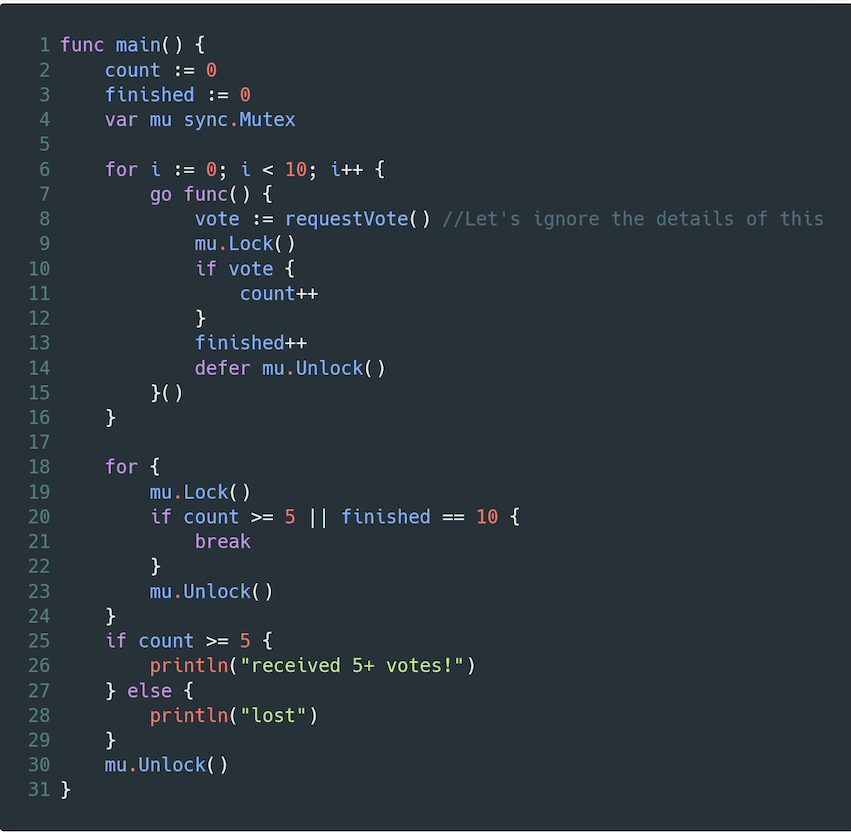 1 func main() {
2     count := 0
3     finished := 0
4     var mu sync.Mutex
5
6     for i := 0; i < 10; i++ {
7         go func() {
8             vote := requestVote() //Let's ignore the details of this
9             mu.Lock()
10             if vote {
11                 count++
12             }
13             finished++
14             defer mu.Unlock()
15         }()
16     }
17
18     for {
19         mu.Lock()
20         if count >= 5 || finished == 10 {
21             break
22         }
23         mu.Unlock()
24     }
25     if count >= 5 {
26         println("received 5+ votes!")
27     } else {
28         println("lost")
29     }
30     mu.Unlock()
31 }